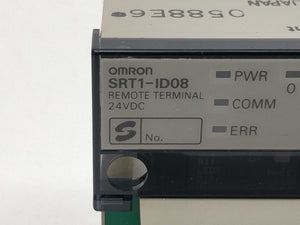 JAPAN
0588E6
OMRON
SRT1-ID08
REMOTE TERMINAL
24VDC
PWR
COMM
ERR
0
S
No.